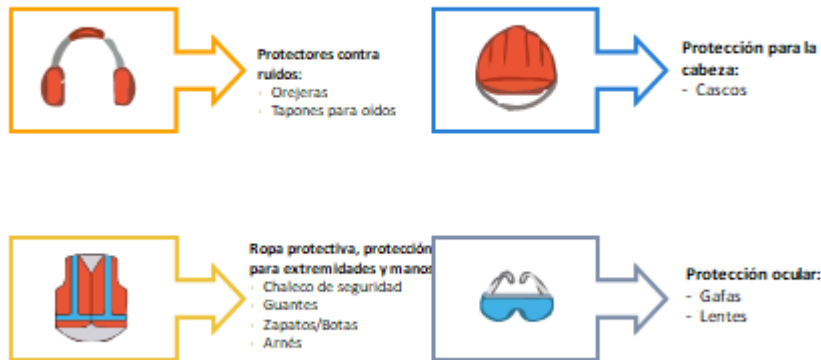 Protectores contra
ruidos:
· Orejeras
· Tapones para oídos
Protección para la
cabeza:
- Cascos
Ropa protectiva, protección
para extremidades y manos
· Chaleco de seguridad
· Guantes
· Zapatos/Botas
· Arnés
Protección ocular:
- Gafas
- Lentes